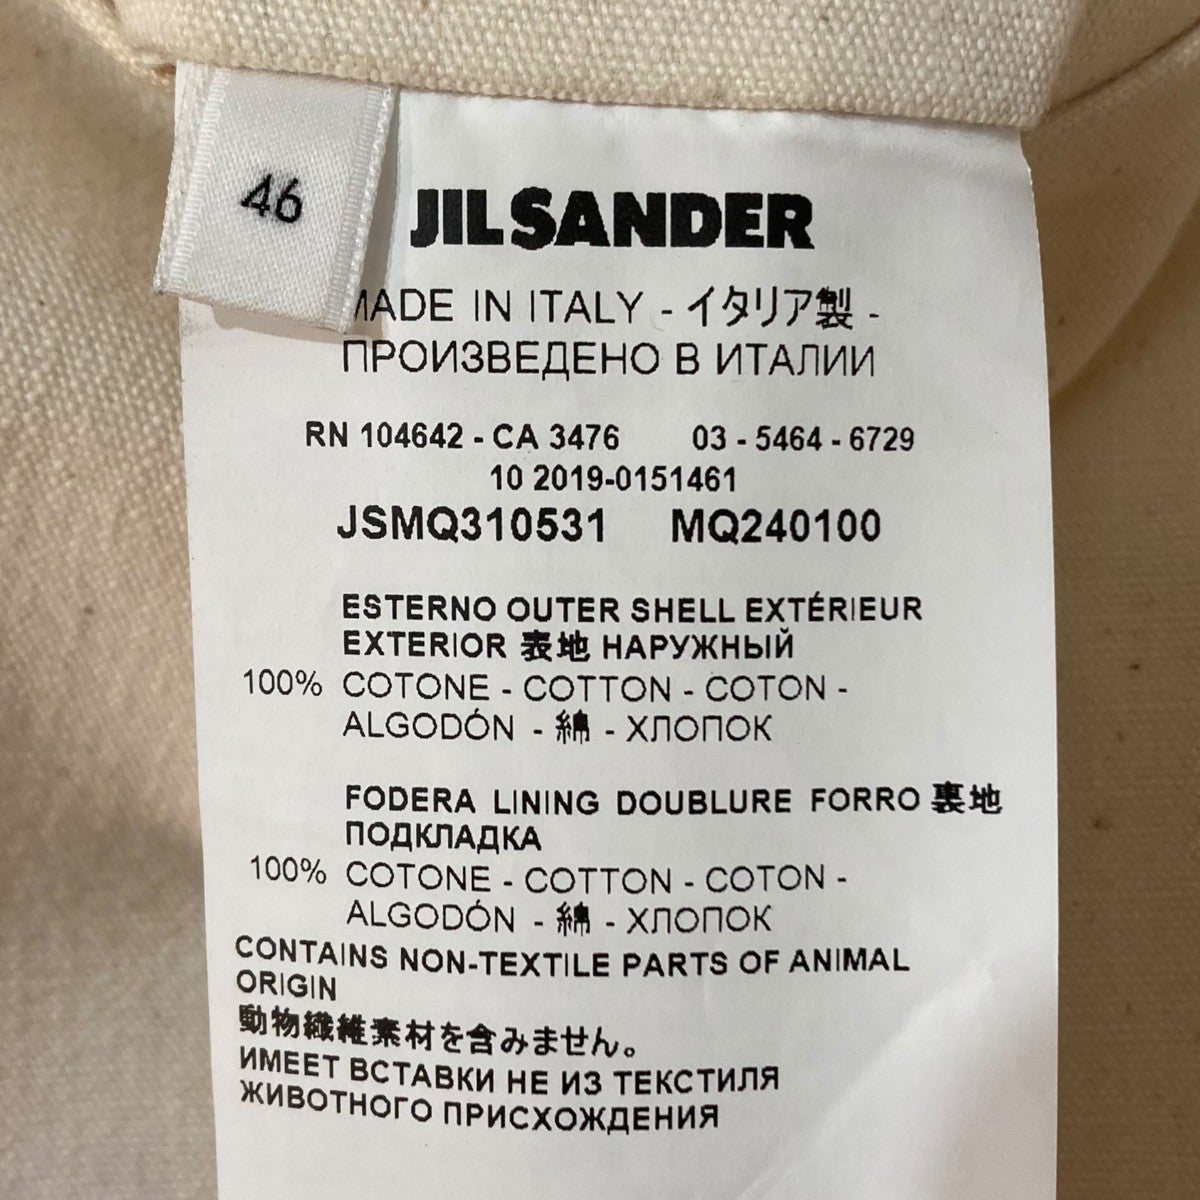 46
JIL SANDER
MADE IN ITALY - イタリア製 -
ПРОИЗВЕДЕНО В ИТАЛИИ
RN 104642 - CA 3476 03 - 5464 - 6729
10 2019-0151461
JSMQ310531 MQ240100
ESTERNO OUTER SHELL EXTÉRIEUR
EXTERIOR 表地 НАРУЖНЫЙ
100% COTONE - COTTON - COTON -
ALGODÓN - 綿 - ХЛОПОК
FODERA LINING DOUBLURE FORRO 裏地
ПОДКЛАДКА
100% COTONE - COTTON - COTON -
ALGODÓN - 綿 - ХЛОПОК
CONTAINS NON-TEXTILE PARTS OF ANIMAL
ORIGIN
動物繊維素材を含みません。
ИМЕЕТ ВСТАВКИ НЕ ИЗ ТЕКСТИЛЯ
ЖИВОТНОГО ПРИСХОЖДЕНИЯ